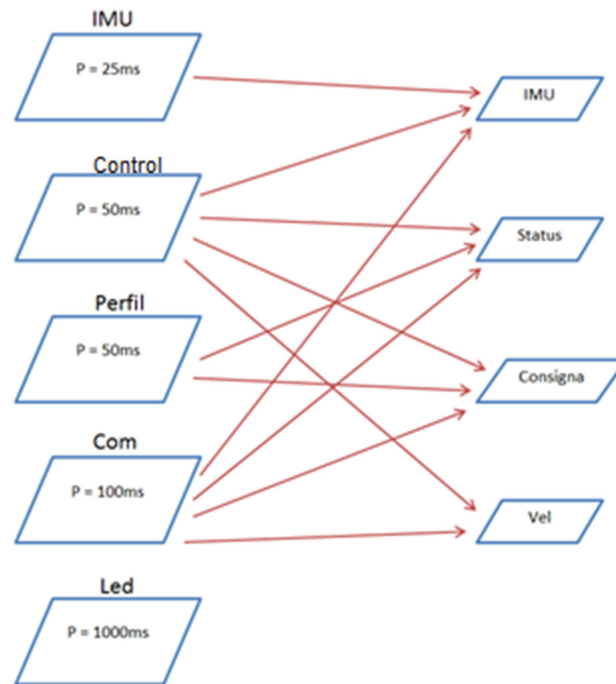 IMU
P = 25ms
IMU
Control
P = 50ms
Status
Perfil
P = 50ms
Consigna
Com
P = 100ms
Vel
Led
P = 1000ms